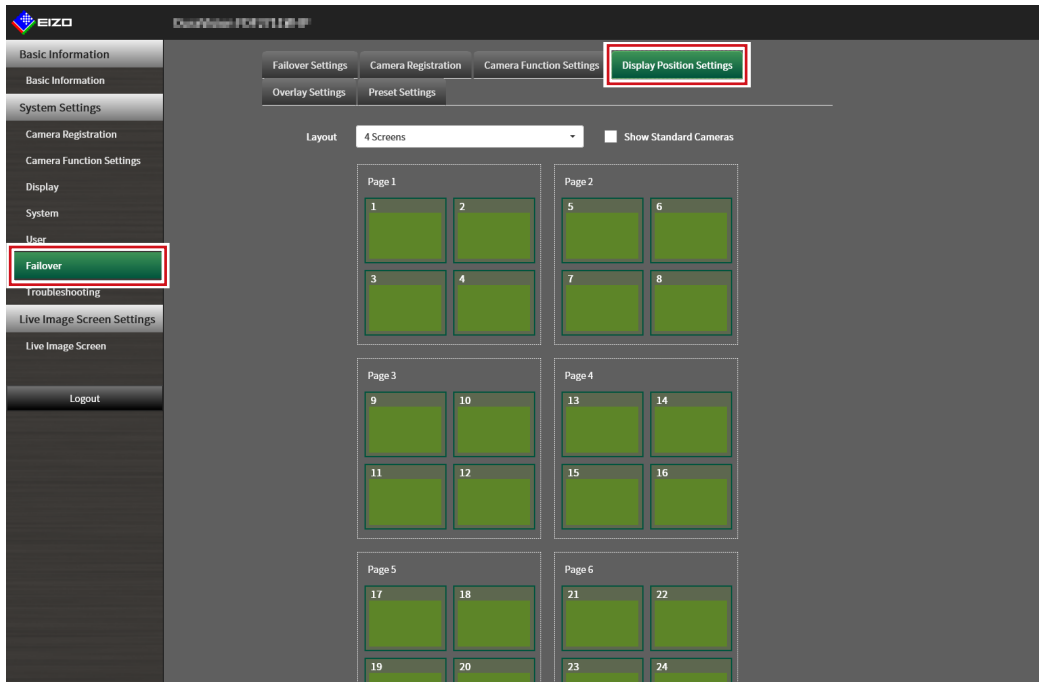 EIZO
Basic Information
Basic Information
System Settings
Camera Registration
Camera Function Settings
Display
System
User
Failover
Troubleshooting
Live Image Screen Settings
Live Image Screen
Logout
Failover Settings Camera Registration Camera Function Settings Display Position Settings
Overlay Settings Preset Settings
Layout 4 Screens Show Standard Cameras
Page 1 Page 2
1 2 5 6
3 4 7 8
Page 3 Page 4
9 10 13 14
11 12 15 16
Page 5 Page 6
17 18 21 22
19 20 23 24